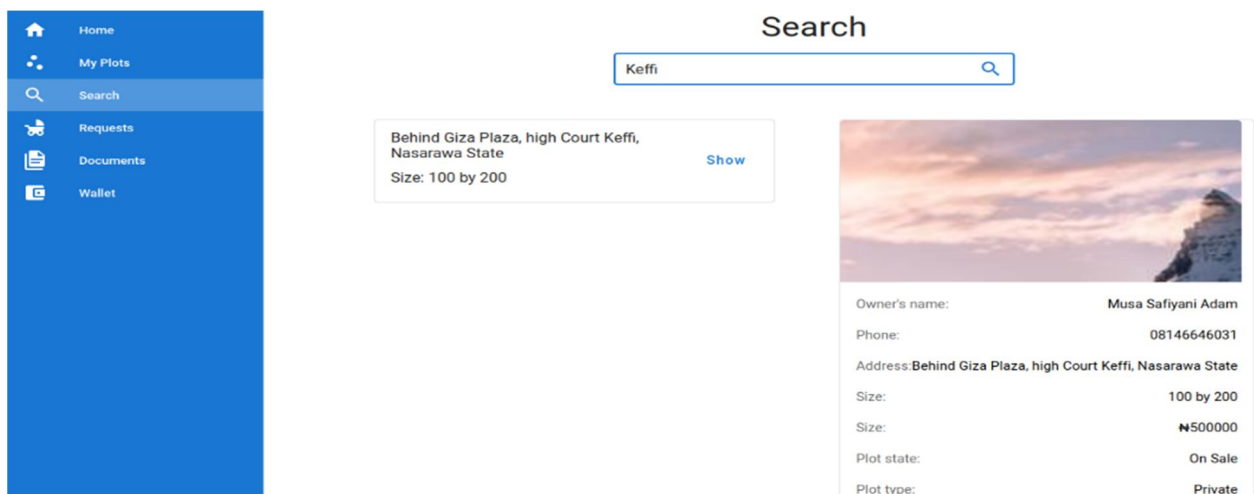 Home
My Plots
Search
Requests
Documents
Wallet
Search
Keffi
Behind Giza Plaza, high Court Keffi,
Nasarawa State
Size: 100 by 200
Show
Owner's name: Musa Safiyani Adam
Phone: 08146646031
Address:Behind Giza Plaza, high Court Keffi, Nasarawa State
Size: 100 by 200
Size: ₦500000
Plot state: On Sale
Plot type: Private